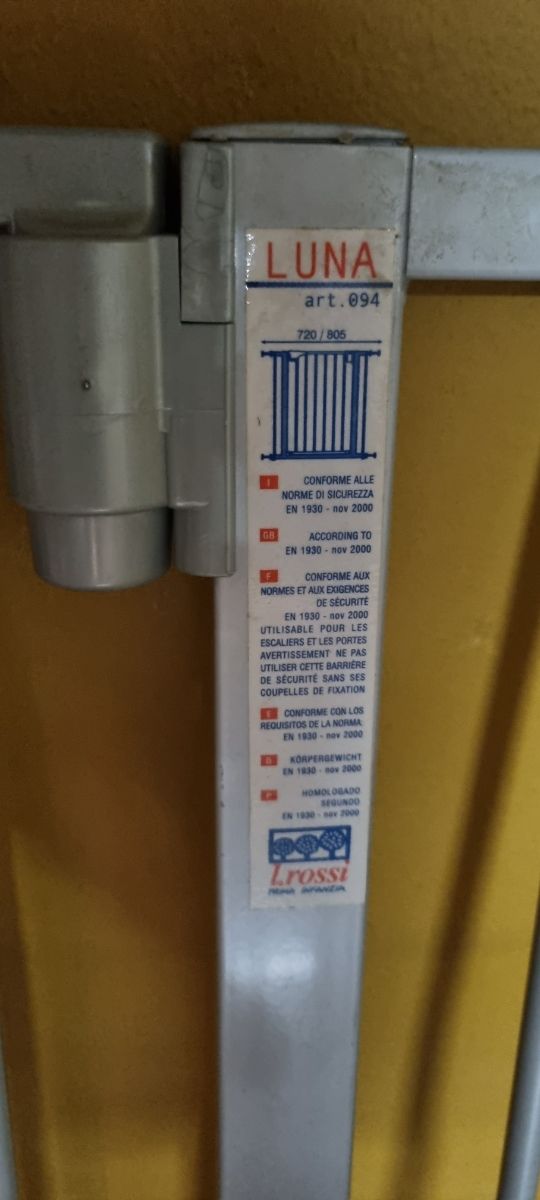 LUNA
art.094
720 / 805
I CONFORME ALLE
NORME DI SICUREZZA
EN 1930 - nov 2000
GB ACCORDING TO
EN 1930 - nov 2000
F CONFORME AUX
NORMES ET AUX EXIGENCES
DE SÉCURITÉ
EN 1930 - nov 2000
UTILISABLE POUR LES
ESCALIERS ET LES PORTES
AVERTISSEMENT NE PAS
UTILISER CETTE BARRIÈRE
DE SÉCURITÉ SANS SES
COUPELLES DE FIXATION
E CONFORME CON LOS
REQUISITOS DE LA NORMA:
EN 1930 - nov 2000
D KÖRPERGEWICHT
EN 1930 - nov 2000
P HOMOLOGADO
SEGUNDO
EN 1930 - nov 2000
l.rossi
PRIMA INFANZIA